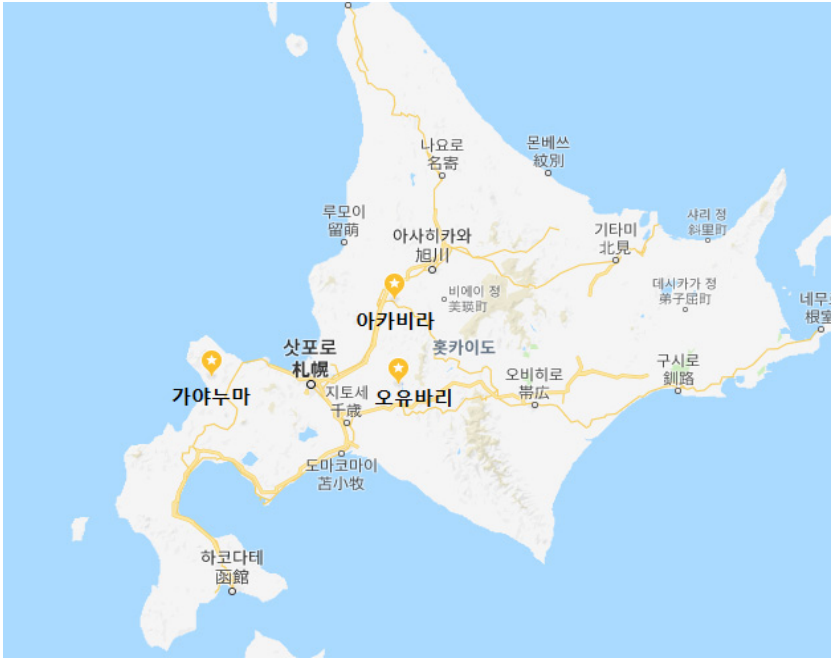 나요로
名寄
몬베쓰
紋別
루모이
留萌
아사히카와
旭川
기타미
北見
샤리 정
斜里町
아카비라
비에이 정
美瑛町
데시카가 정
弟子屈町
네무
根室
삿포로
札幌
홋카이도
가야누마
지토세
千歳
오유바리
오비히로
帯広
구시로
釧路
도마코마이
苫小牧
하코다테
函館